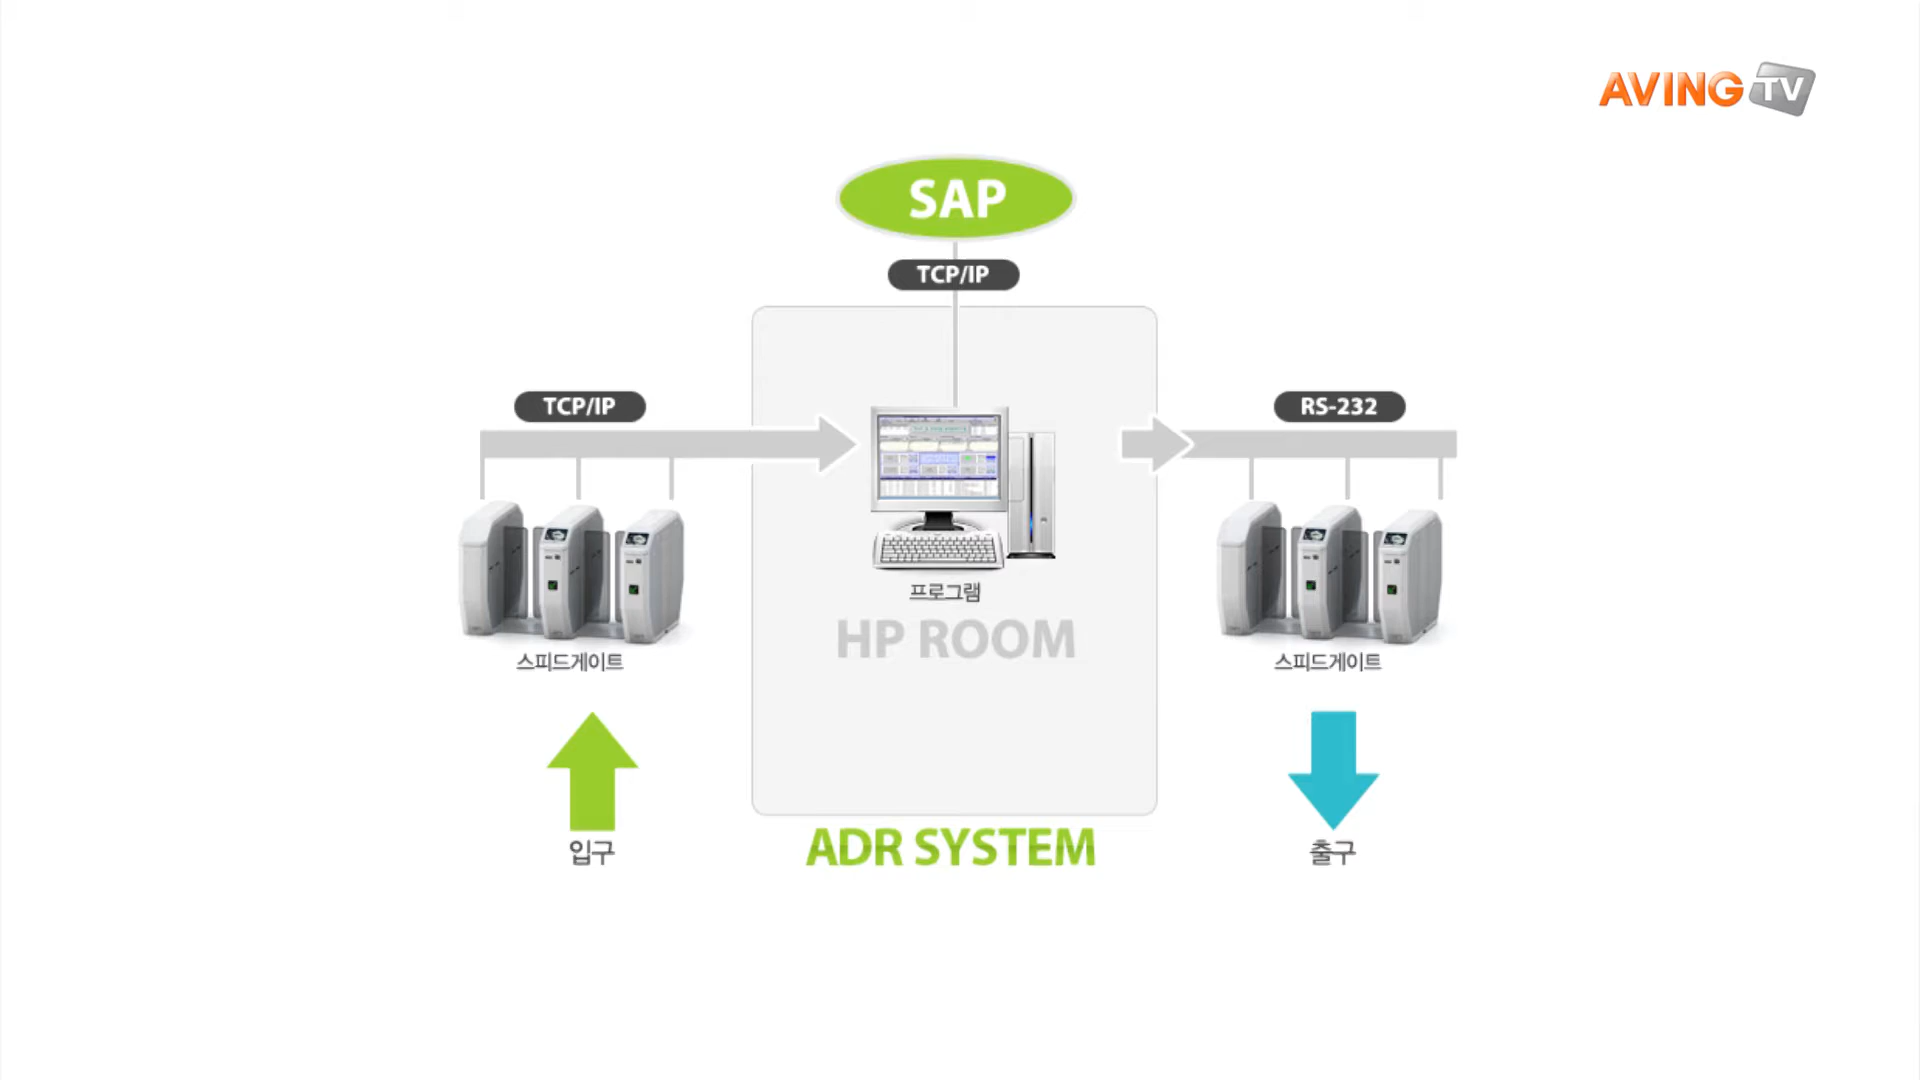 AVING TV
SAP
TCP/IP
TCP/IP
RS-232
프로그램
HP ROOM
스피드게이트
스피드게이트
ADR SYSTEM
입구
출구